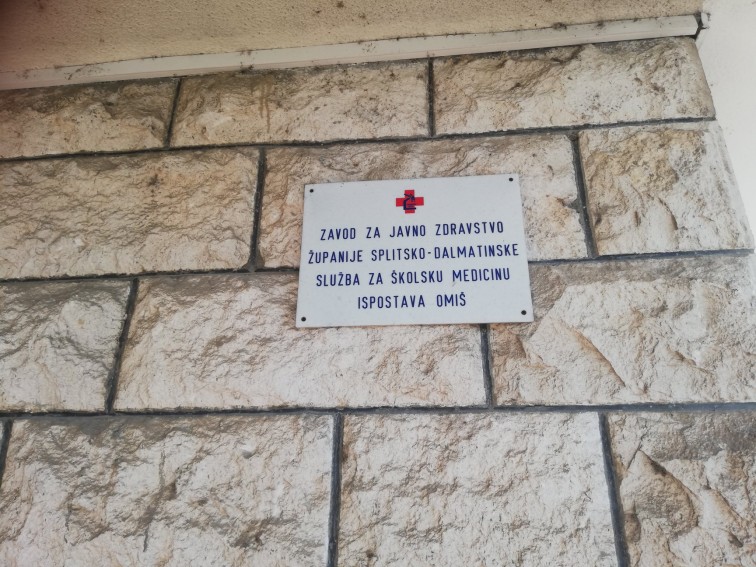 Č
ZAVOD ZA JAVNO ZDRAVSTVO
ŽUPANIJE SPLITSKO-DALMATINSKE
SLUŽBA ZA ŠKOLSKU MEDICINU
ISPOSTAVA OMIŠ